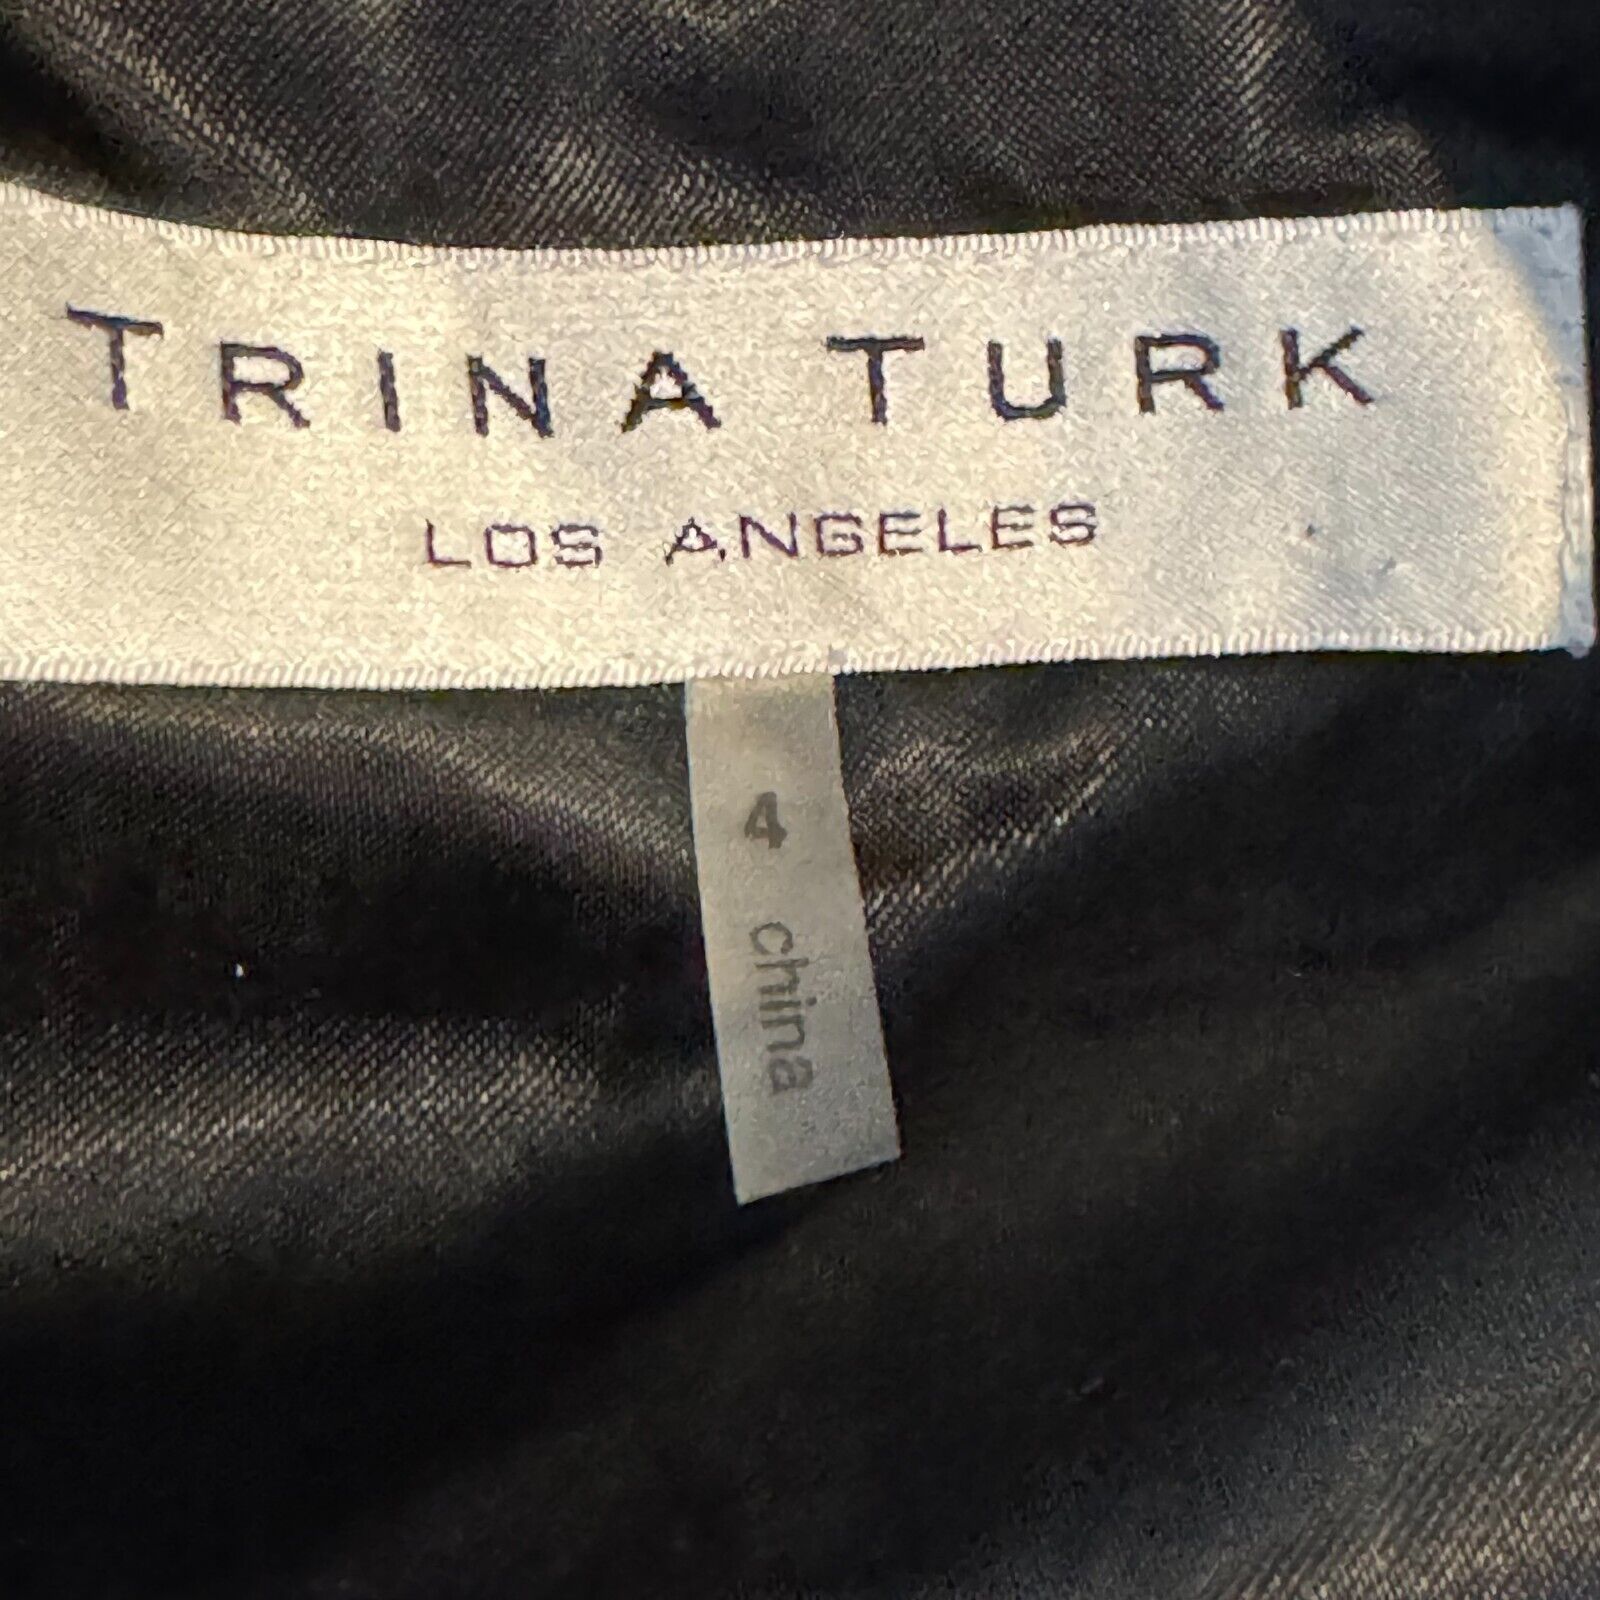 TRINA TURK
LOS ANGELES
4 china